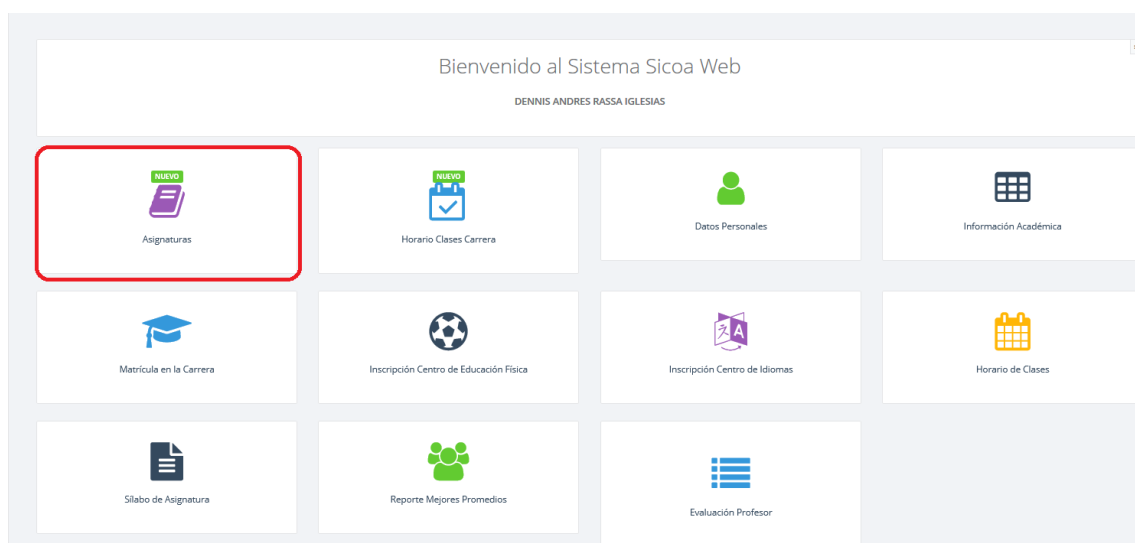 Bienvenido al Sistema Sicoa Web
DENNIS ANDRES RASSA IGLESIAS
NUEVO
Asignaturas
NUEVO
Horario Clases Carrera
Datos Personales
Información Académica
Matrícula en la Carrera
Inscripción Centro de Educación Física
A
Inscripción Centro de Idiomas
Horario de Clases
Sílabo de Asignatura
Reporte Mejores Promedios
Evaluación Profesor